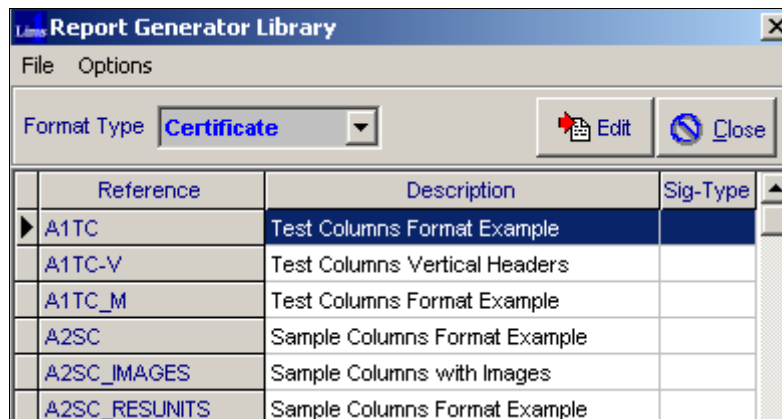 Lims Report Generator Library
File Options
Format Type Certificate Edit Close
Reference Description Sig-Type
A1TC Test Columns Format Example
A1TC-V Test Columns Vertical Headers
A1TC_M Test Columns Format Example
A2SC Sample Columns Format Example
A2SC_IMAGES Sample Columns with Images
A2SC_RESUNITS Sample Columns Format Example